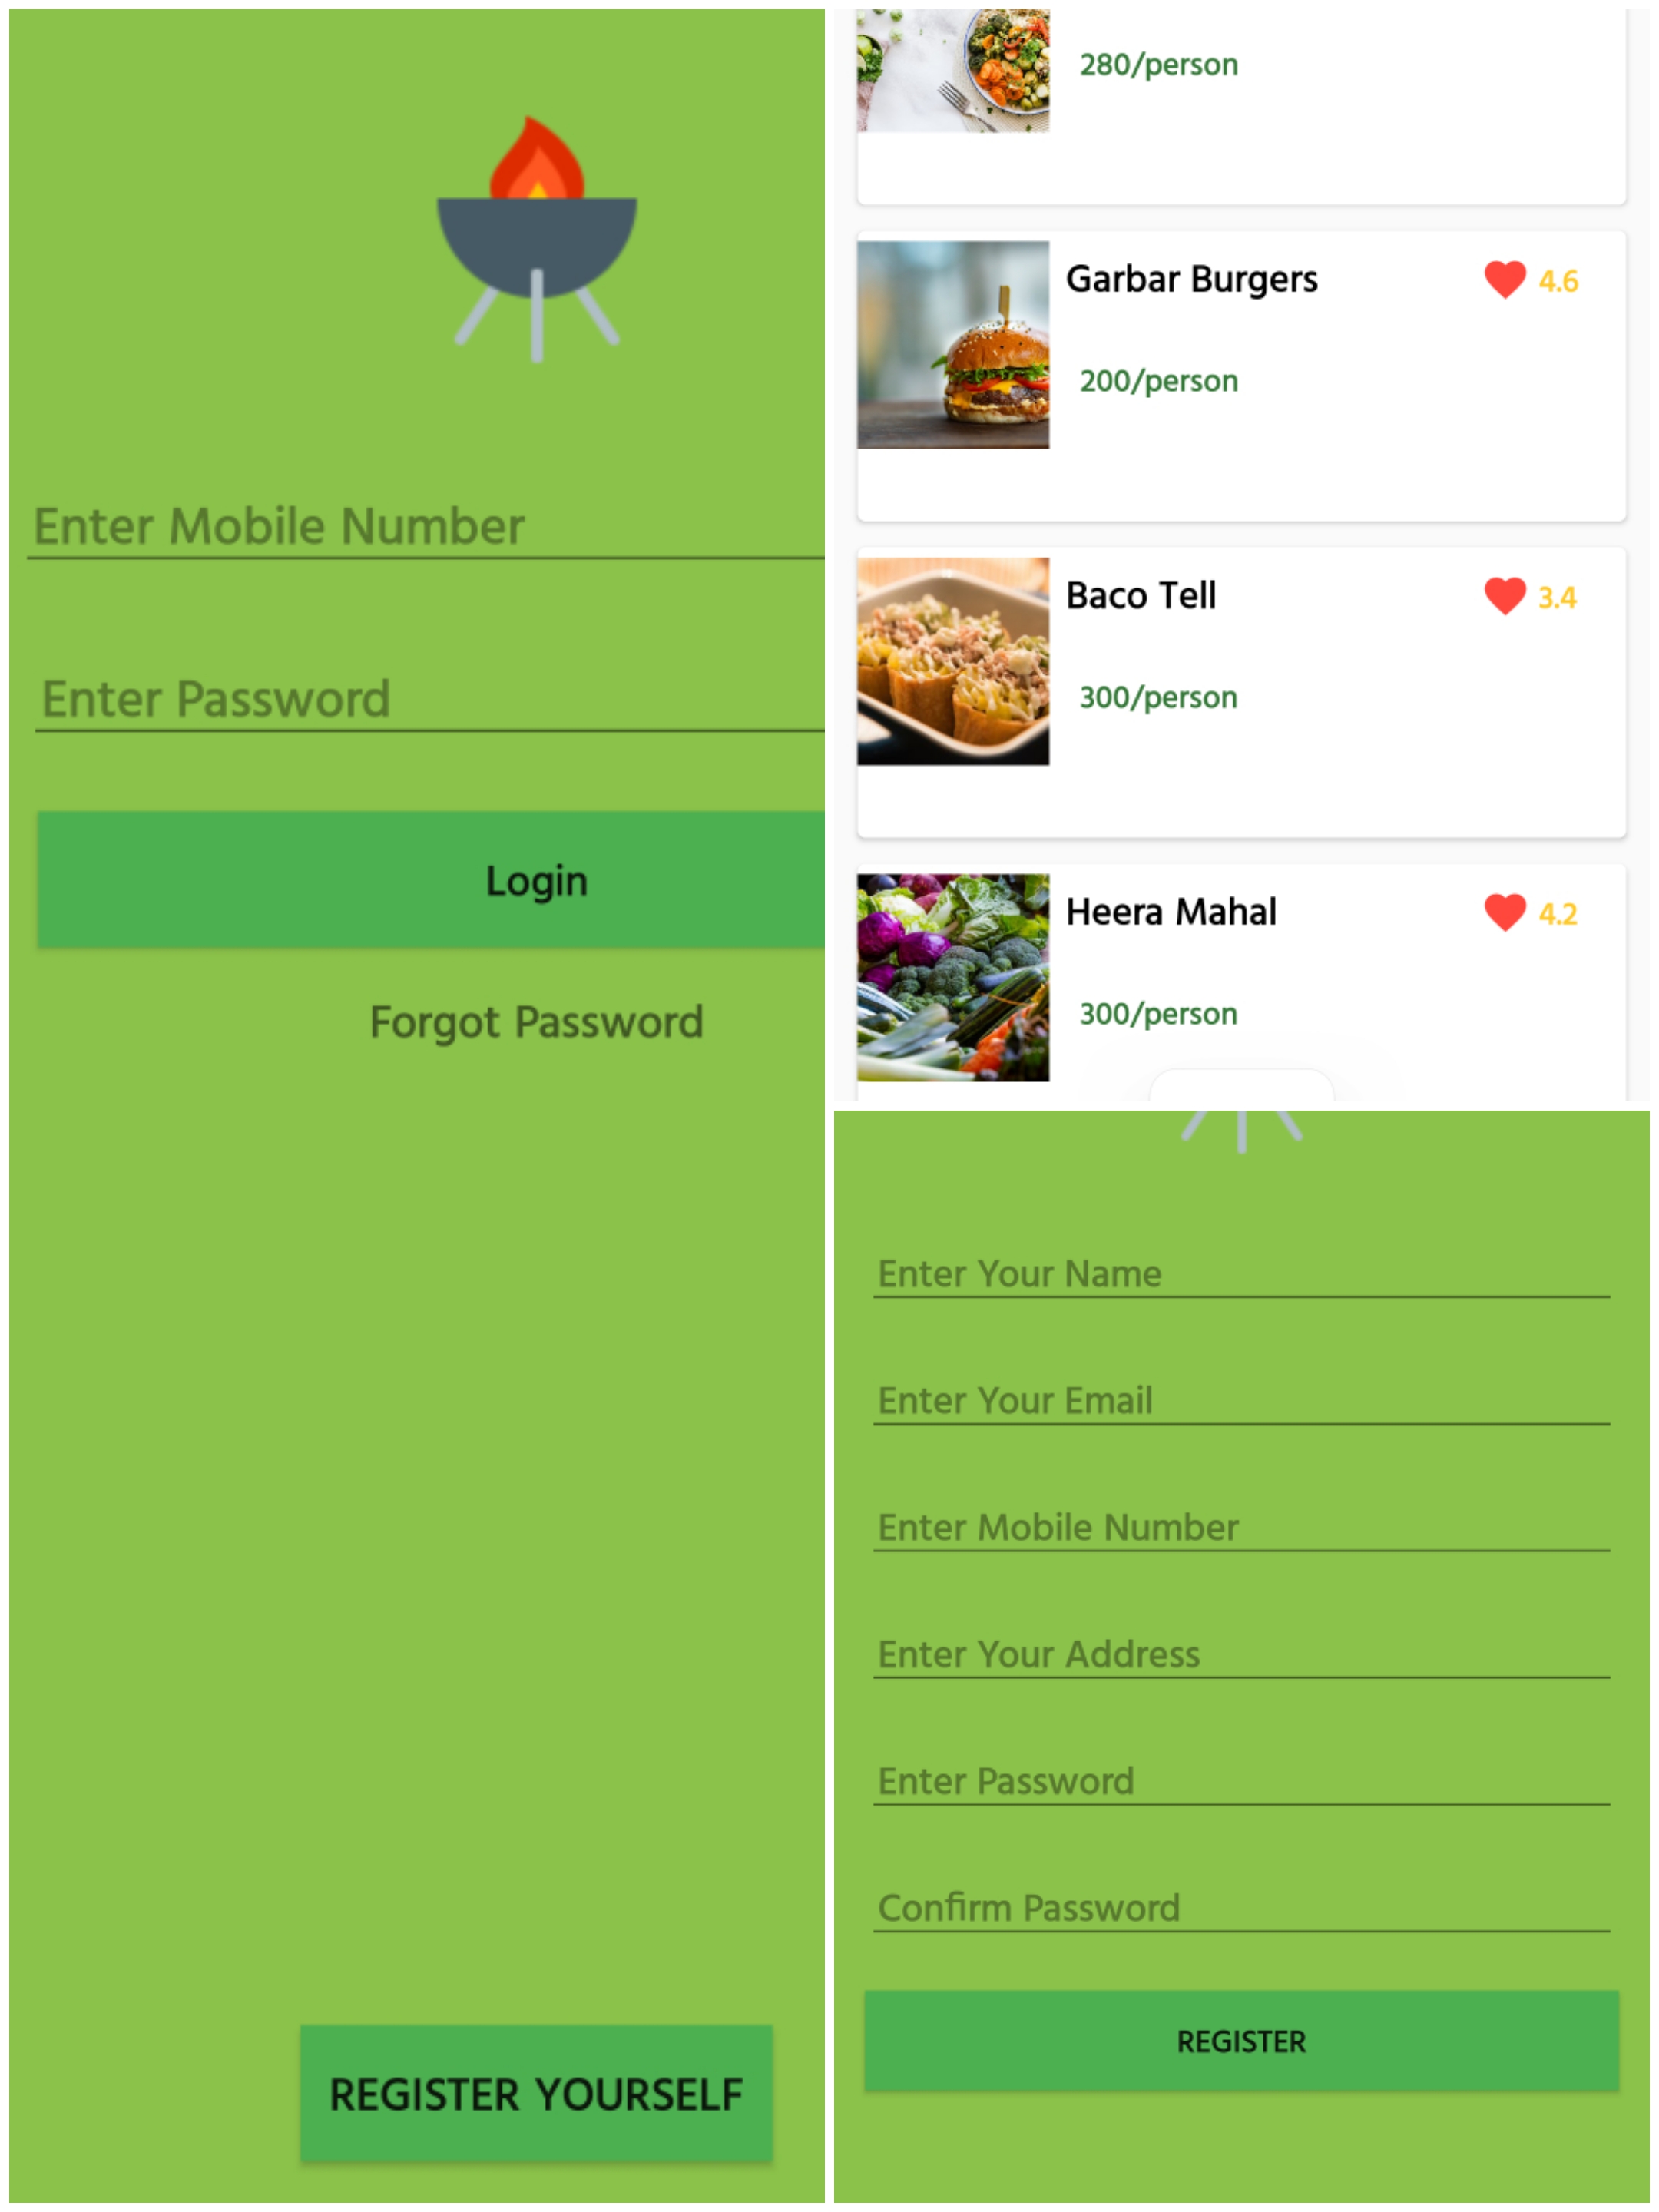 Enter Mobile Number
Enter Password
Login
Forgot Password
REGISTER YOURSELF
280/person
Garbar Burgers 4.6
200/person
Baco Tell 3.4
300/person
Heera Mahal 4.2
300/person
Enter Your Name
Enter Your Email
Enter Mobile Number
Enter Your Address
Enter Password
Confirm Password
REGISTER